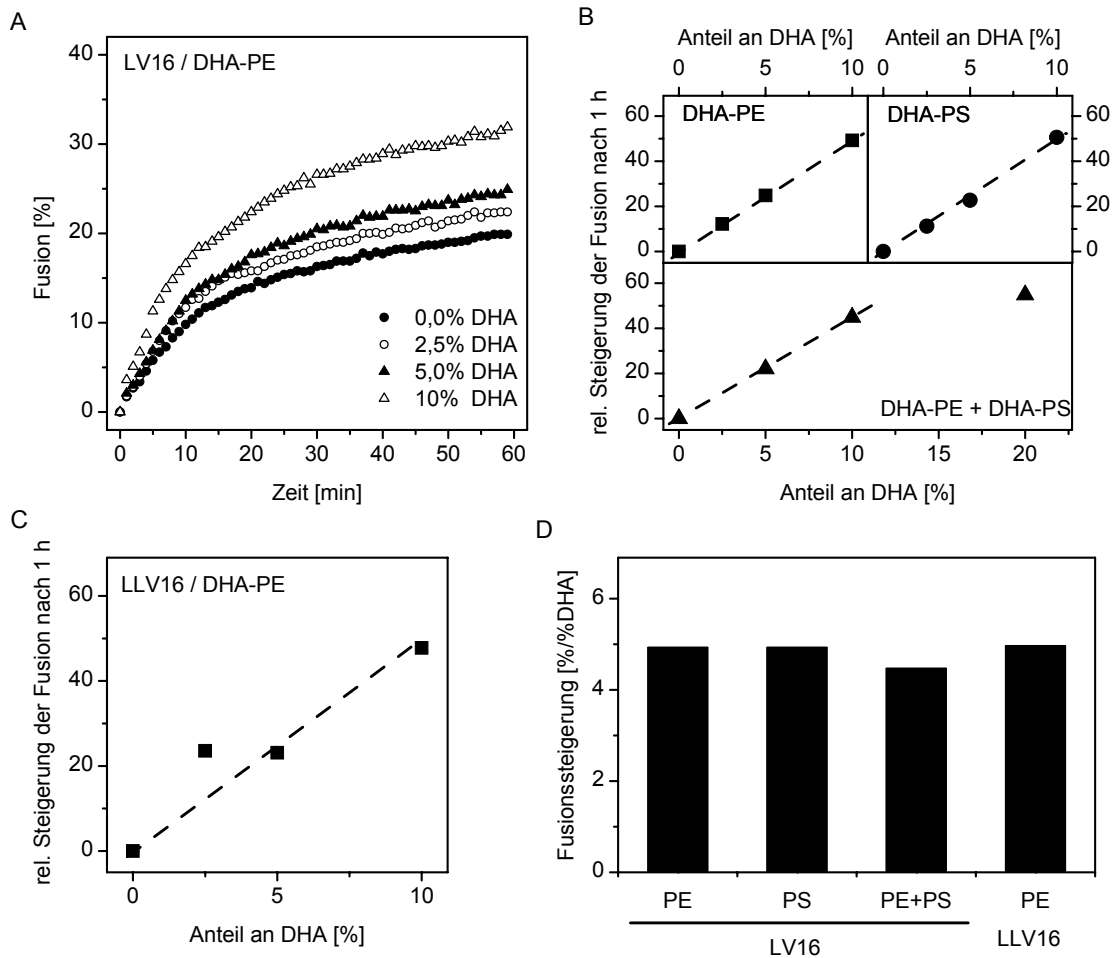 A
LV16 / DHA-PE
40
30
20
10
0
Fusion [%]
0,0% DHA
2,5% DHA
5,0% DHA
10% DHA
0 10 20 30 40 50 60
Zeit [min]
B
Anteil an DHA [%] Anteil an DHA [%]
0 5 10 0 5 10
DHA-PE DHA-PS
60 60
40 40
20 20
0 0
rel. Steigerung der Fusion nach 1 h
60
40
20
0
DHA-PE + DHA-PS
0 5 10 15 20
Anteil an DHA [%]
C
LLV16 / DHA-PE
60
40
20
0
rel. Steigerung der Fusion nach 1 h
0 5 10
Anteil an DHA [%]
D
6
4
2
0
Fusionssteigerung [%/%DHA]
PE PS PE+PS PE
LV16 LLV16